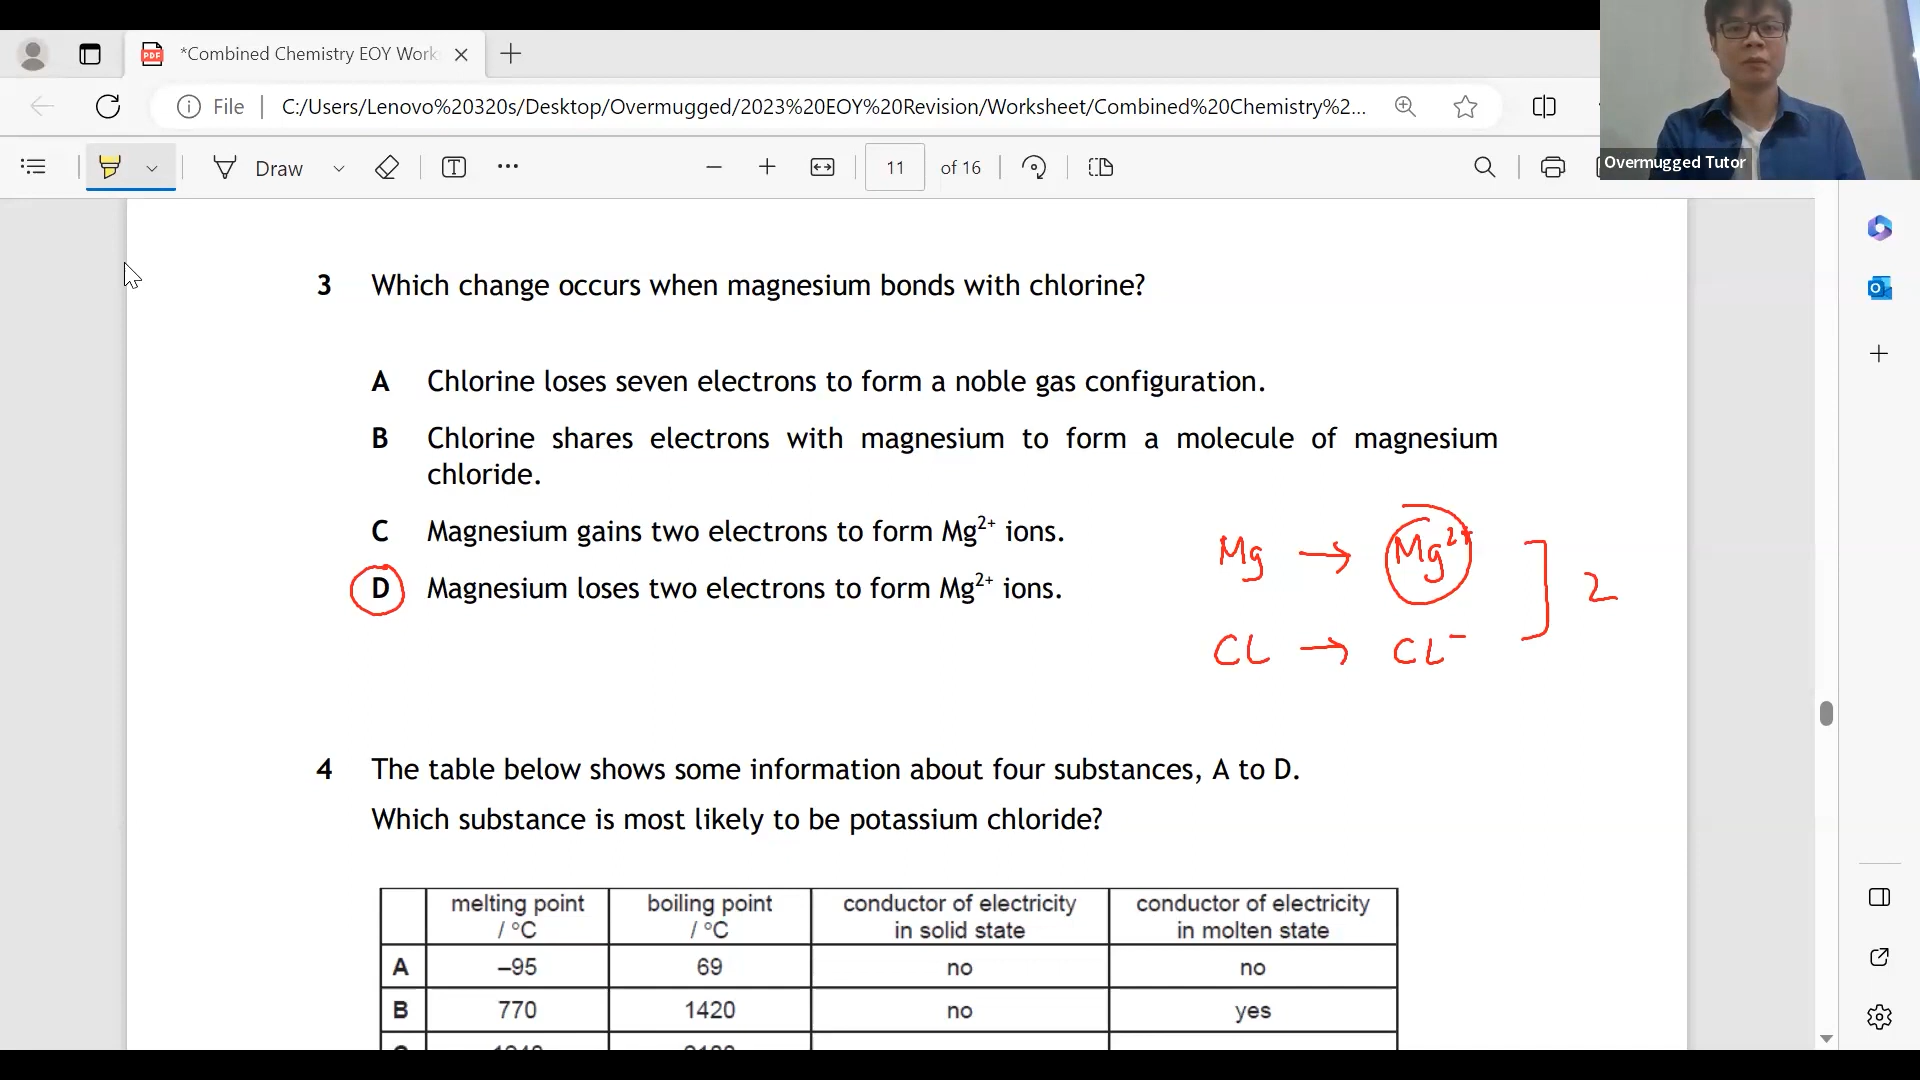 *Combined Chemistry EOY Work
File
C:/Users/Lenovo%20320s/Desktop/Overmugged/2023%20EOY%20Revision/Worksheet/Combined%20Chemistry%2...
Overmugged Tutor
Draw
11 of 16
3 Which change occurs when magnesium bonds with chlorine?
A Chlorine loses seven electrons to form a noble gas configuration.
B Chlorine shares electrons with magnesium to form a molecule of magnesium
chloride.
C Magnesium gains two electrons to form Mg²⁺ ions.
D Magnesium loses two electrons to form Mg²⁺ ions.
Mg → Mg²⁺
2
CL → CL⁻
4 The table below shows some information about four substances, A to D.
Which substance is most likely to be potassium chloride?
melting point / °C boiling point / °C conductor of electricity in solid state conductor of electricity in molten state
A –95 69 no no
B 770 1420 no yes